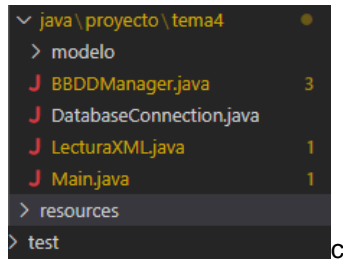 java\proyecto\tema4
modelo
BBDDManager.java 3
DatabaseConnection.java
LecturaXML.java 1
Main.java 1
resources
test
c